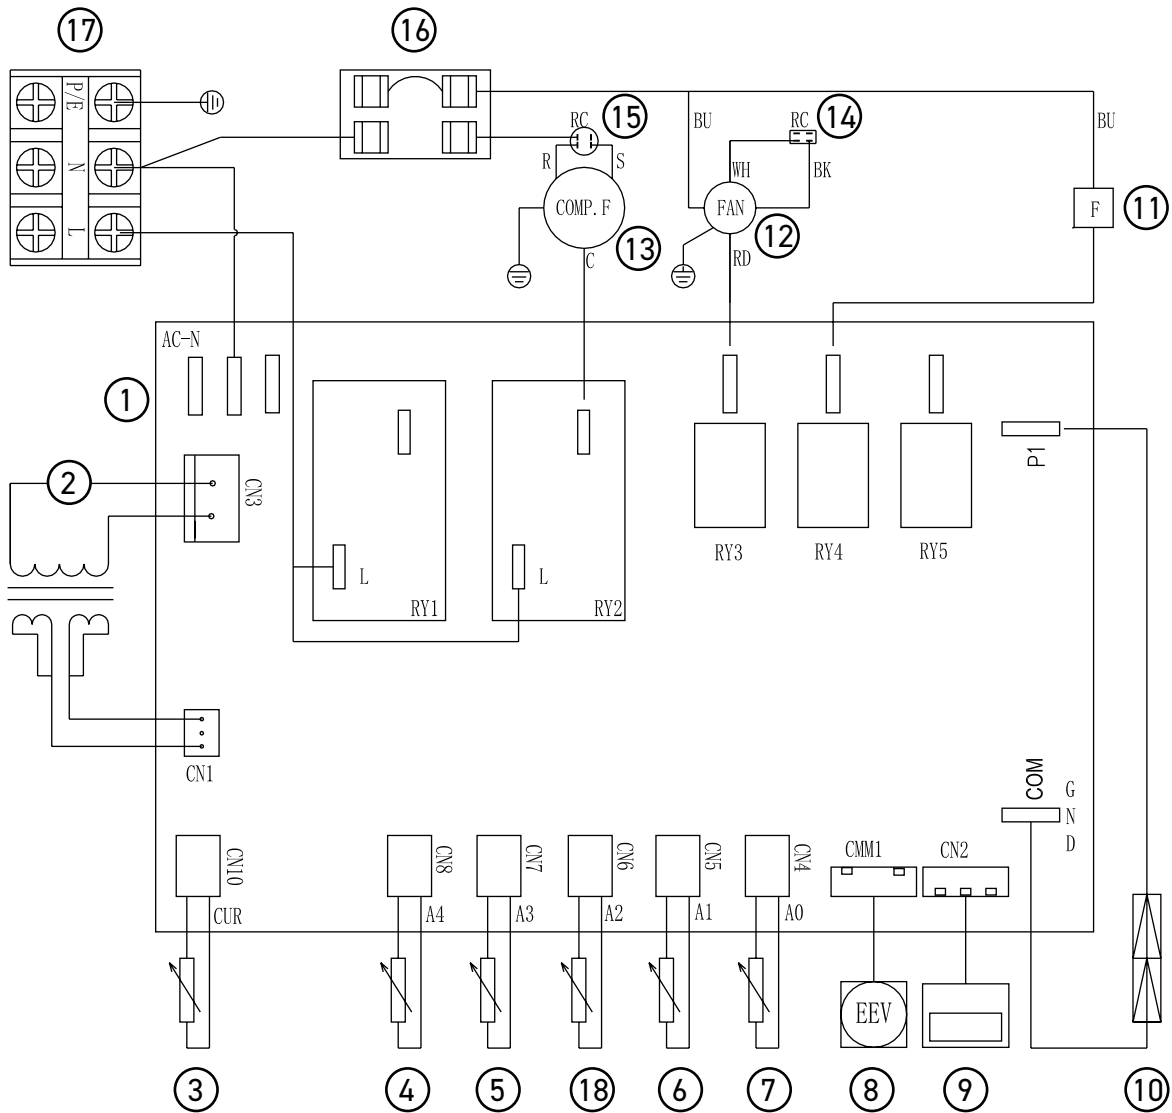 17
16
P/E
N
L
RC
15
R
S
COMP.F
13
C
BU
RC
14
WH
BK
FAN
12
RD
BU
F
11
AC-N
1
2
CN3
L
RY1
L
RY2
RY3
RY4
RY5
P1
CN1
COM
G
N
D
CN10
CUR
CN8
A4
CN7
A3
CN6
A2
CN5
A1
CN4
A0
CMM1
CN2
EEV
3
4
5
18
6
7
8
9
10